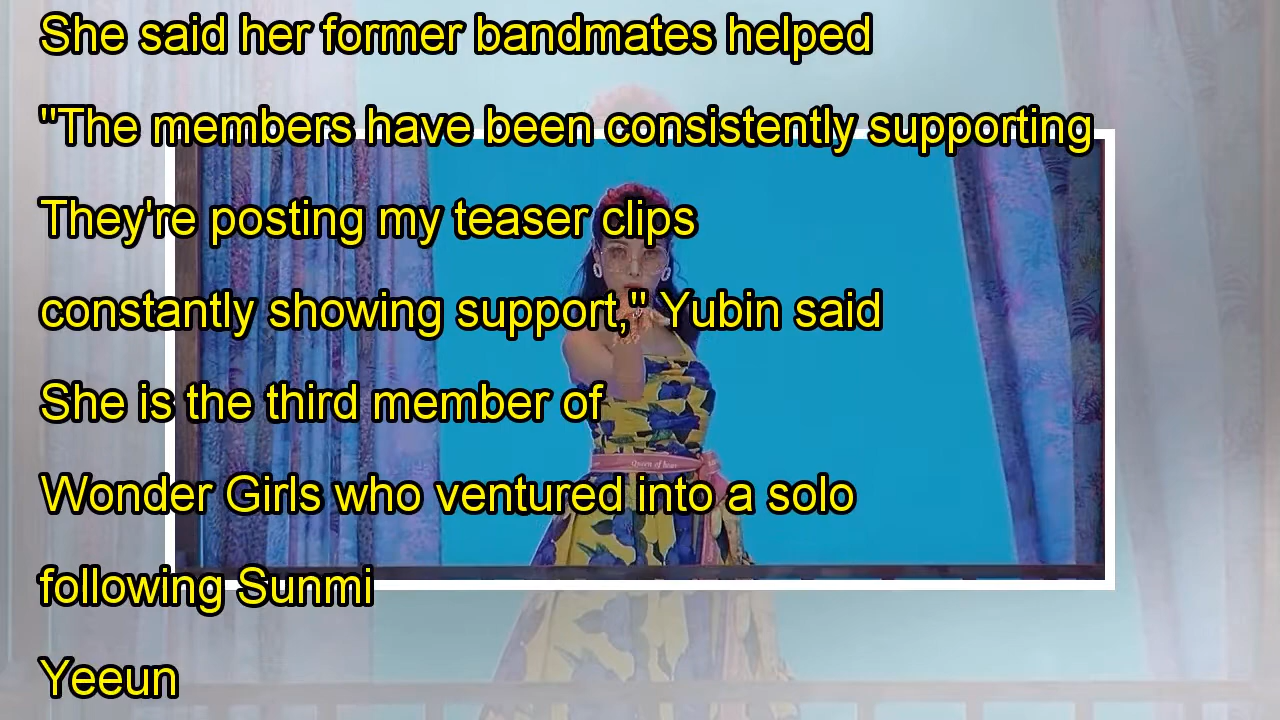 She said her former bandmates helped
"The members have been consistently supporting
They're posting my teaser clips
constantly showing support," Yubin said
She is the third member of
Wonder Girls who ventured into a solo
following Sunmi
Yeeun
Queen of